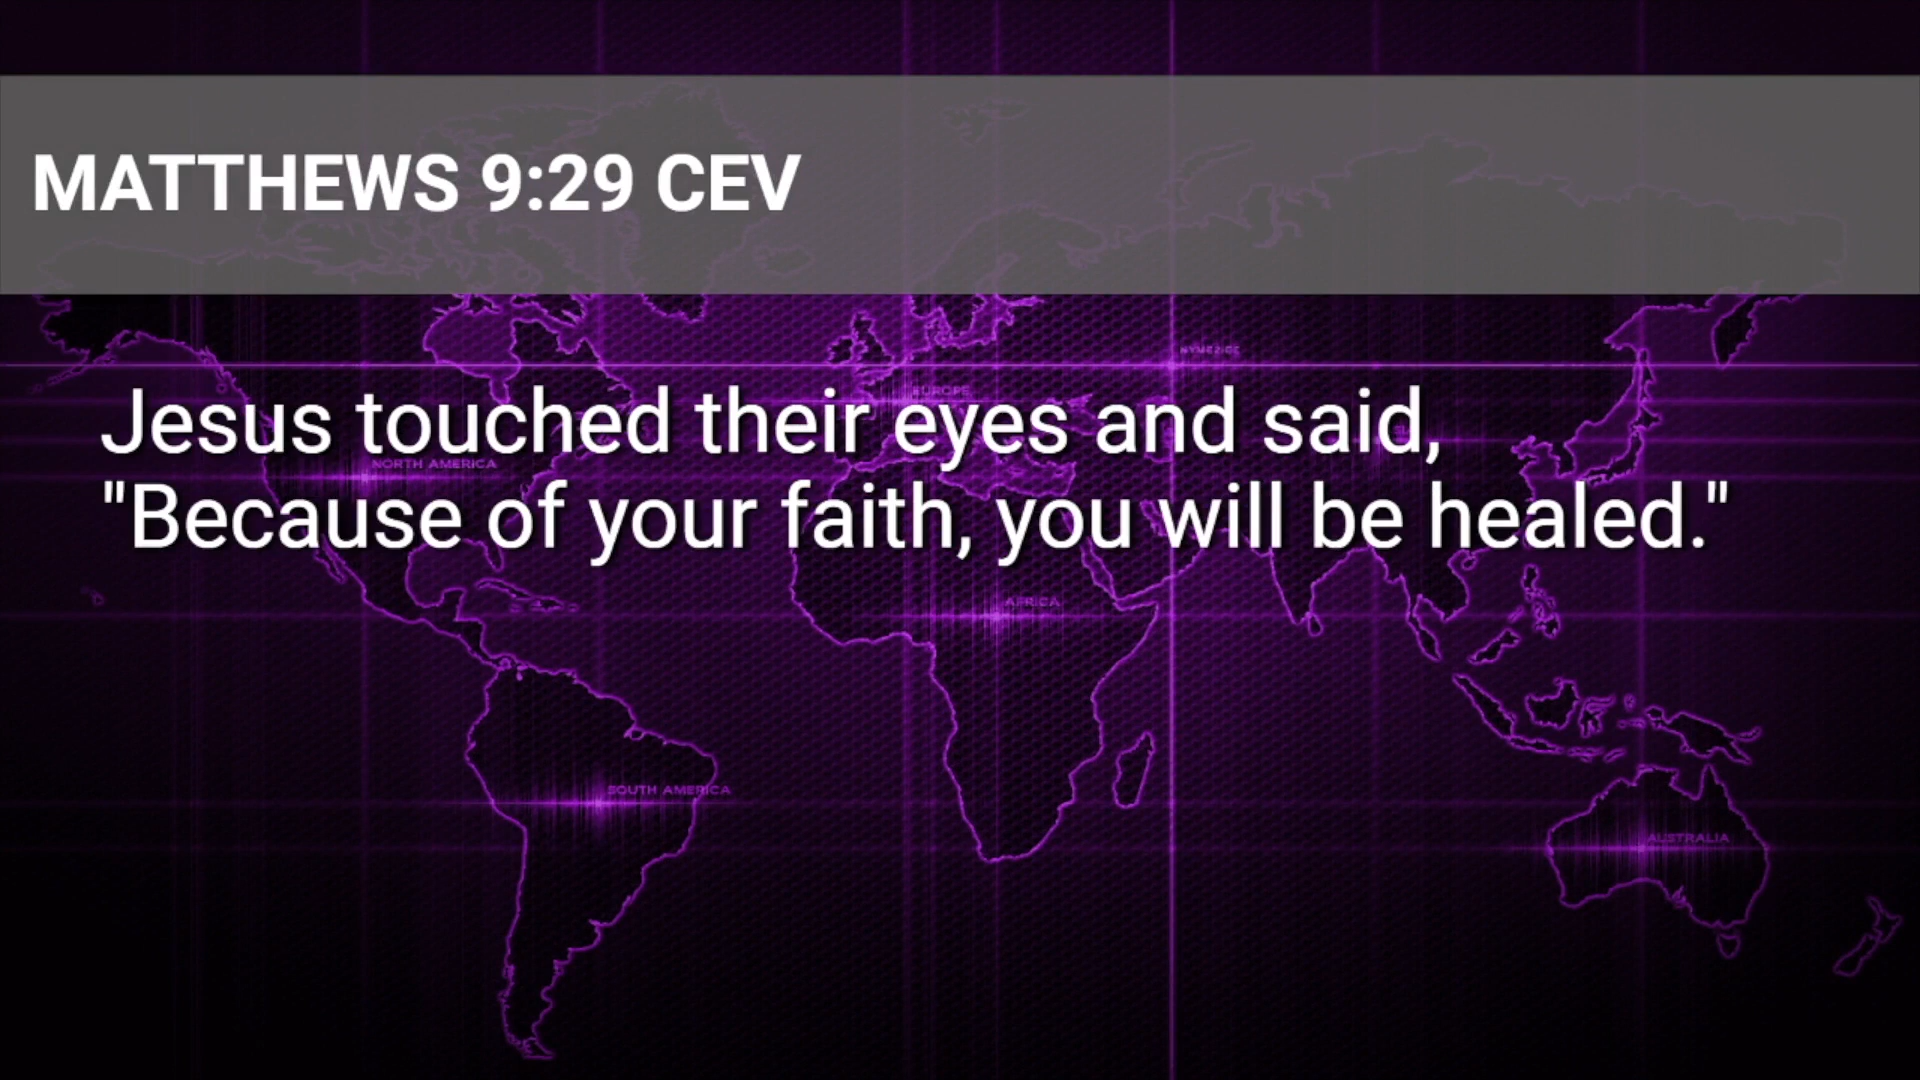 MATTHEWS 9:29 CEV
Jesus touched their eyes and said,
"Because of your faith, you will be healed."
EUROPE
NORTH AMERICA
AFRICA
SOUTH AMERICA
AUSTRALIA